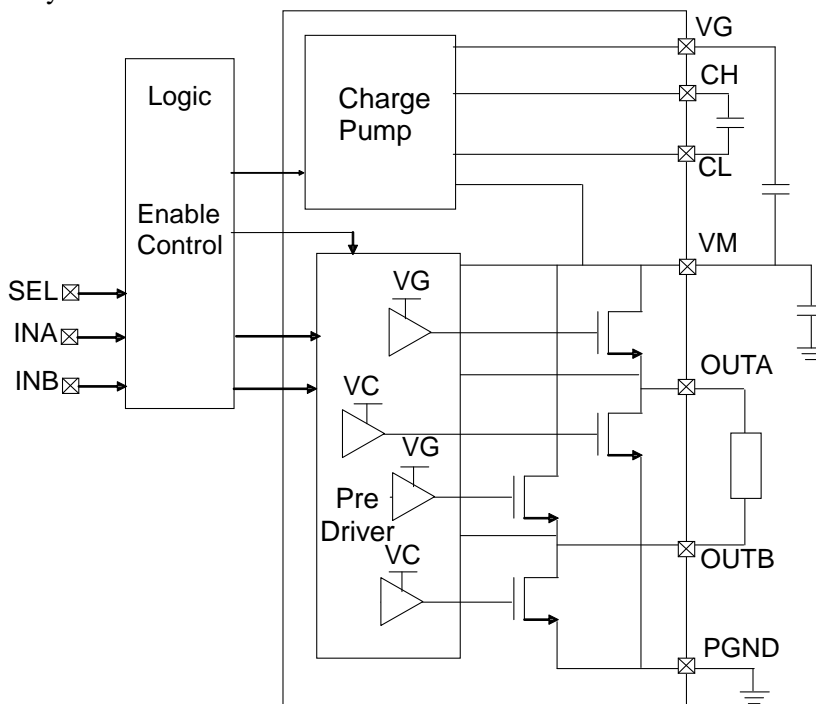 VG
CH
Logic
Charge
Pump
CL
Enable
Control
VM
SEL
VG
INA
OUTA
INB
VC
VG
Pre
Driver
VC
OUTB
PGND